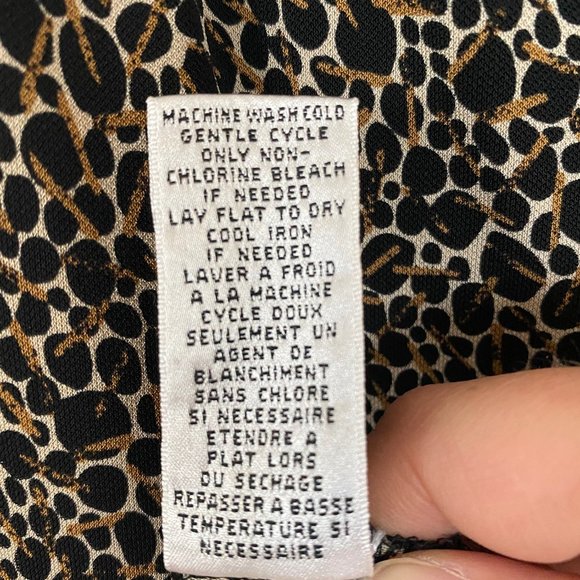 MACHINE WASH COLD
GENTLE CYCLE
ONLY NON-
CHLORINE BLEACH
IF NEEDED
LAY FLAT TO DRY
COOL IRON
IF NEEDED
LAVER A FROID
A LA MACHINE
CYCLE DOUX
SEULEMENT UN
AGENT DE
BLANCHIMENT
SANS CHLORE
SI NECESSAIRE
ETENDRE A
PLAT LORS
DU SECHAGE
REPASSER A BASSE
TEMPERATURE SI
NECESSAIRE